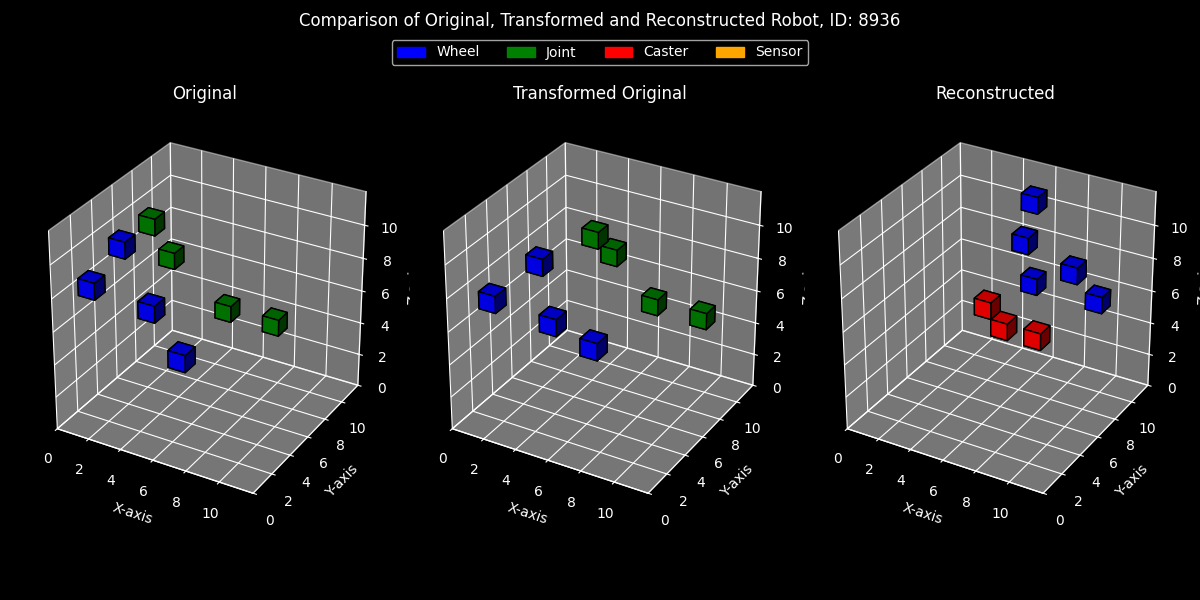 Comparison of Original, Transformed and Reconstructed Robot, ID: 8936
Wheel Joint Caster Sensor
Original
Transformed Original
Reconstructed
10
8
6
4
2
0
0 2 4 6 8 10
X-axis
0 2 4 6 8 10
Y-axis
10
8
6
4
2
0
0 2 4 6 8 10
X-axis
0 2 4 6 8 10
Y-axis
10
8
6
4
2
0
0 2 4 6 8 10
X-axis
0 2 4 6 8 10
Y-axis